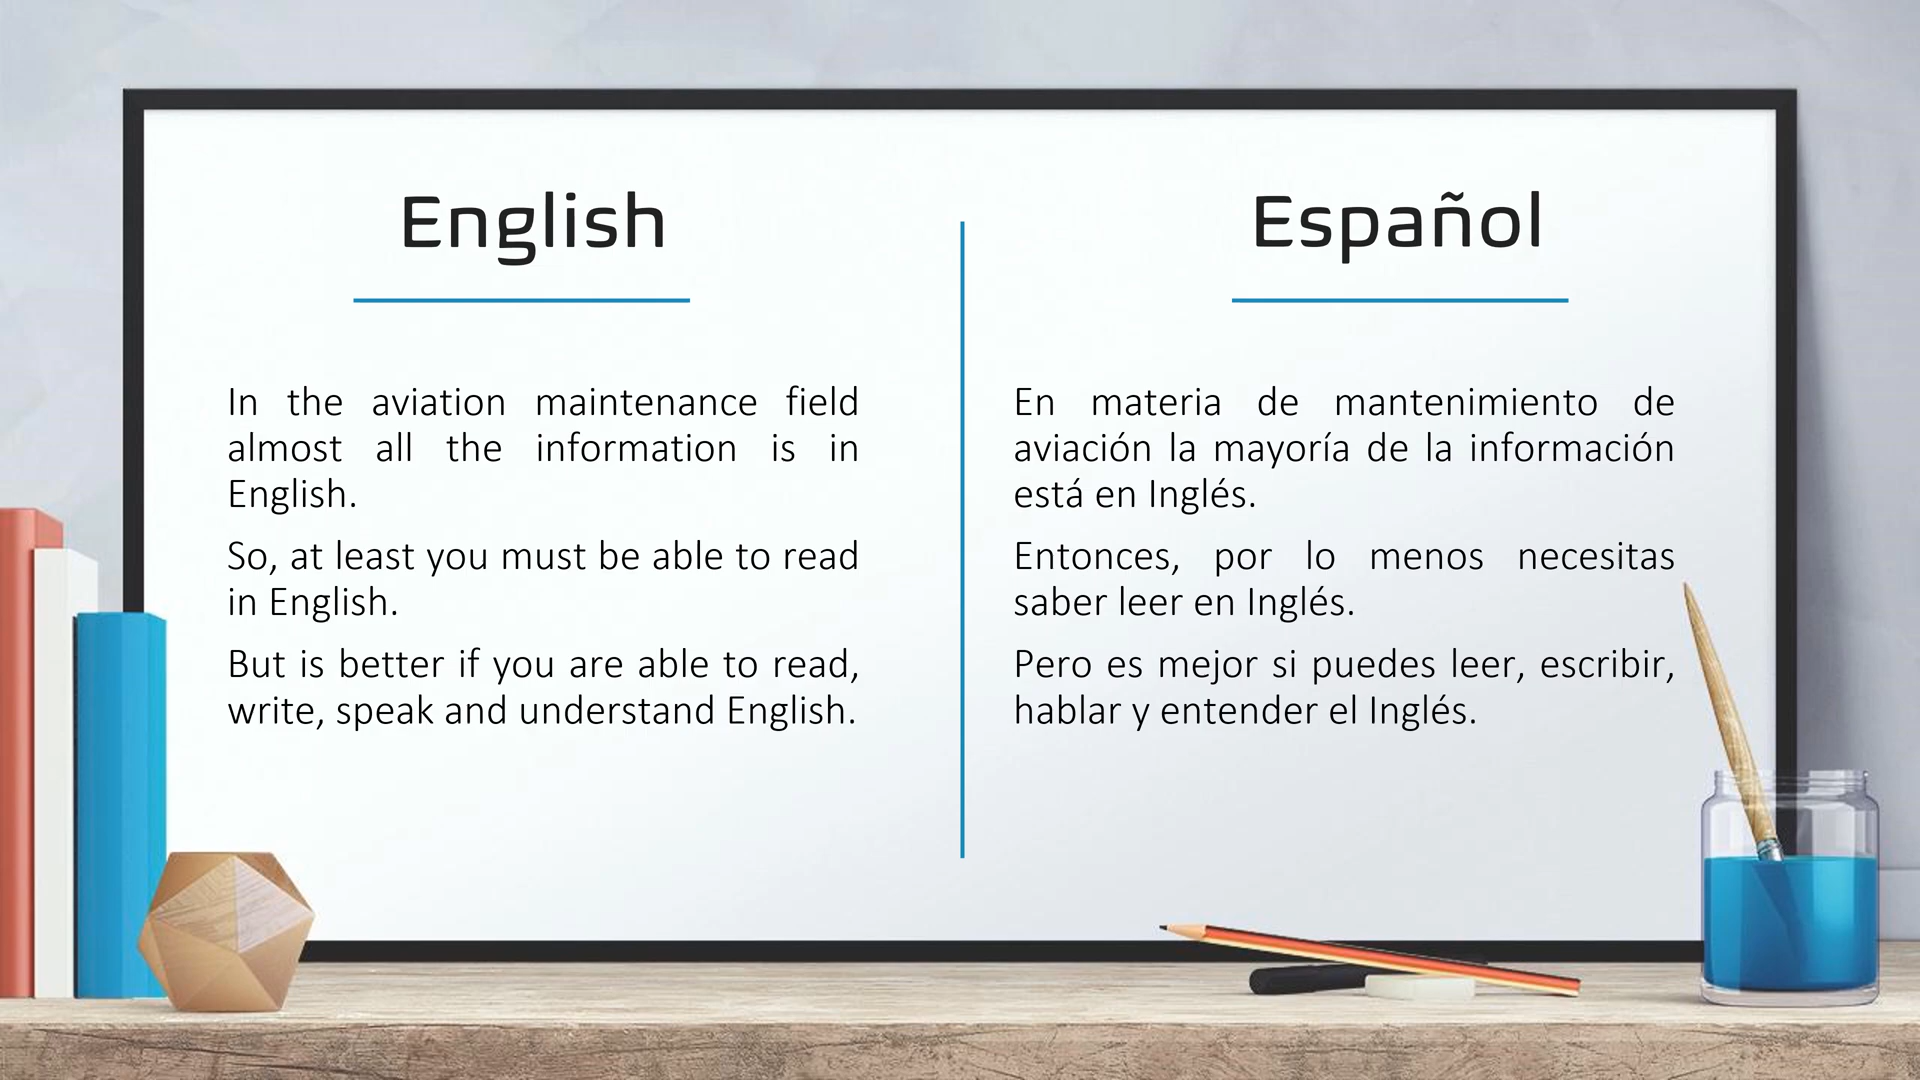 English
In the aviation maintenance field
almost all the information is in
English.
So, at least you must be able to read
in English.
But is better if you are able to read,
write, speak and understand English.
Español
En materia de mantenimiento de
aviación la mayoría de la información
está en Inglés.
Entonces, por lo menos necesitas
saber leer en Inglés.
Pero es mejor si puedes leer, escribir,
hablar y entender el Inglés.